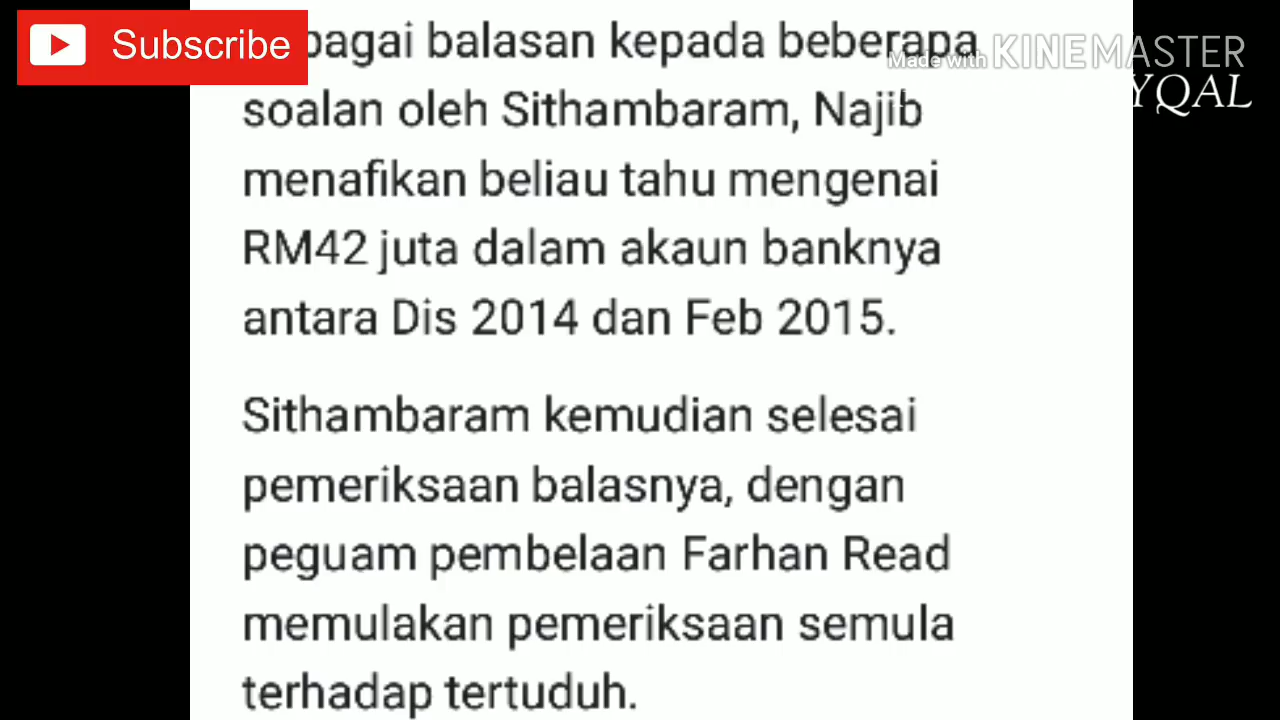 Subscribe
bagai balasan kepada beberapa
Made with KINEMASTER
soalan oleh Sithambaram, Najib
YQAL
menafikan beliau tahu mengenai
RM42 juta dalam akaun banknya
antara Dis 2014 dan Feb 2015.
Sithambaram kemudian selesai
pemeriksaan balasnya, dengan
peguam pembelaan Farhan Read
memulakan pemeriksaan semula
terhadap tertuduh.